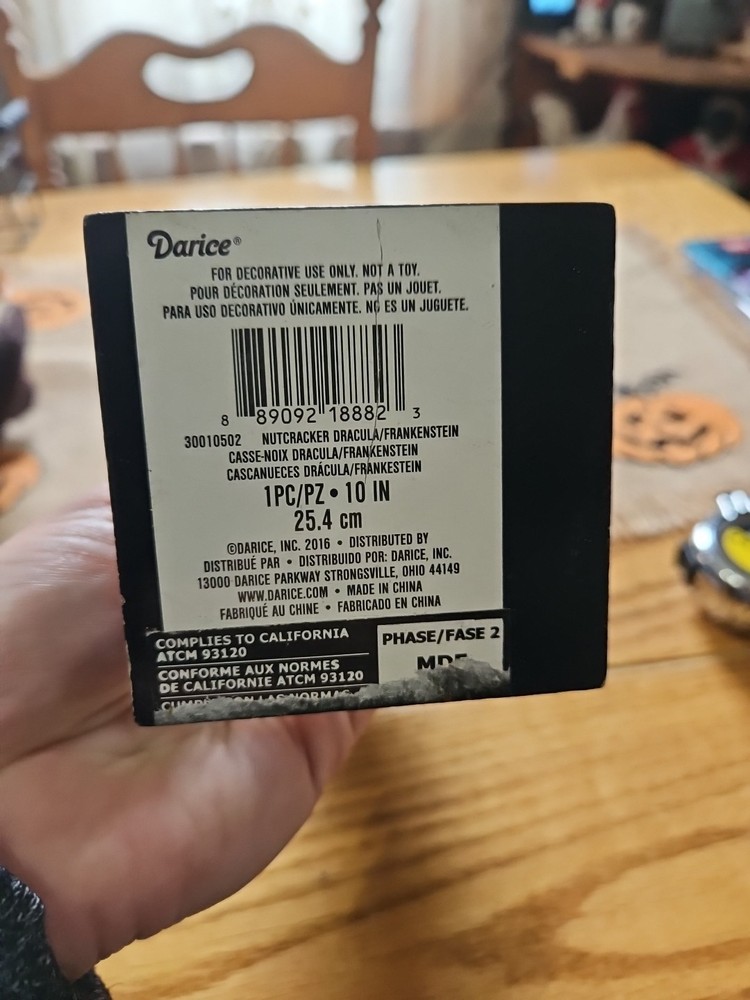 Darice®
FOR DECORATIVE USE ONLY. NOT A TOY.
POUR DÉCORATION SEULEMENT. PAS UN JOUET.
PARA USO DECORATIVO ÚNICAMENTE. NO ES UN JUGUETE.
8 89092 18882 3
30010502 NUTCRACKER DRACULA/FRANKENSTEIN
CASSE-NOIX DRACULA/FRANKENSTEIN
CASCANUECES DRÁCULA/FRANKESTEIN
1PC/PZ • 10 IN
25.4 cm
©DARICE, INC. 2016 • DISTRIBUTED BY
DISTRIBUÉ PAR • DISTRIBUIDO POR: DARICE, INC.
13000 DARICE PARKWAY STRONGSVILLE, OHIO 44149
WWW.DARICE.COM • MADE IN CHINA
FABRIQUÉ AU CHINE • FABRICADO EN CHINA
COMPLIES TO CALIFORNIA
ATCM 93120
CONFORME AUX NORMES
DE CALIFORNIE ATCM 93120
CON LAS NORMAS
PHASE/FASE 2
MDF